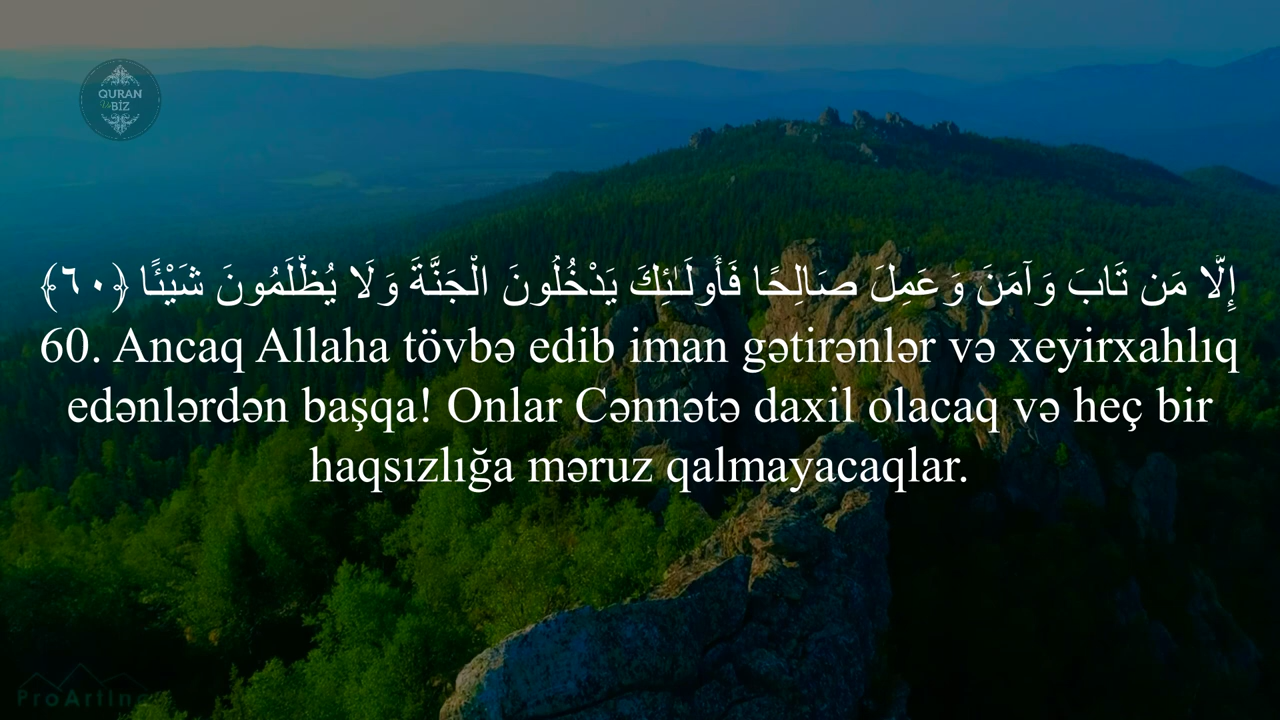 QURAN
Və BİZ
إِلَّا مَن تَابَ وَآمَنَ وَعَمِلَ صَالِحًا فَأُولَـٰئِكَ يَدْخُلُونَ الْجَنَّةَ وَلَا يُظْلَمُونَ شَيْئًا ﴿٦٠﴾
60. Ancaq Allaha tövbə edib iman gətirənlər və xeyirxahlıq
edənlərdən başqa! Onlar Cənnətə daxil olacaq və heç bir
haqsızlığa məruz qalmayacaqlar.